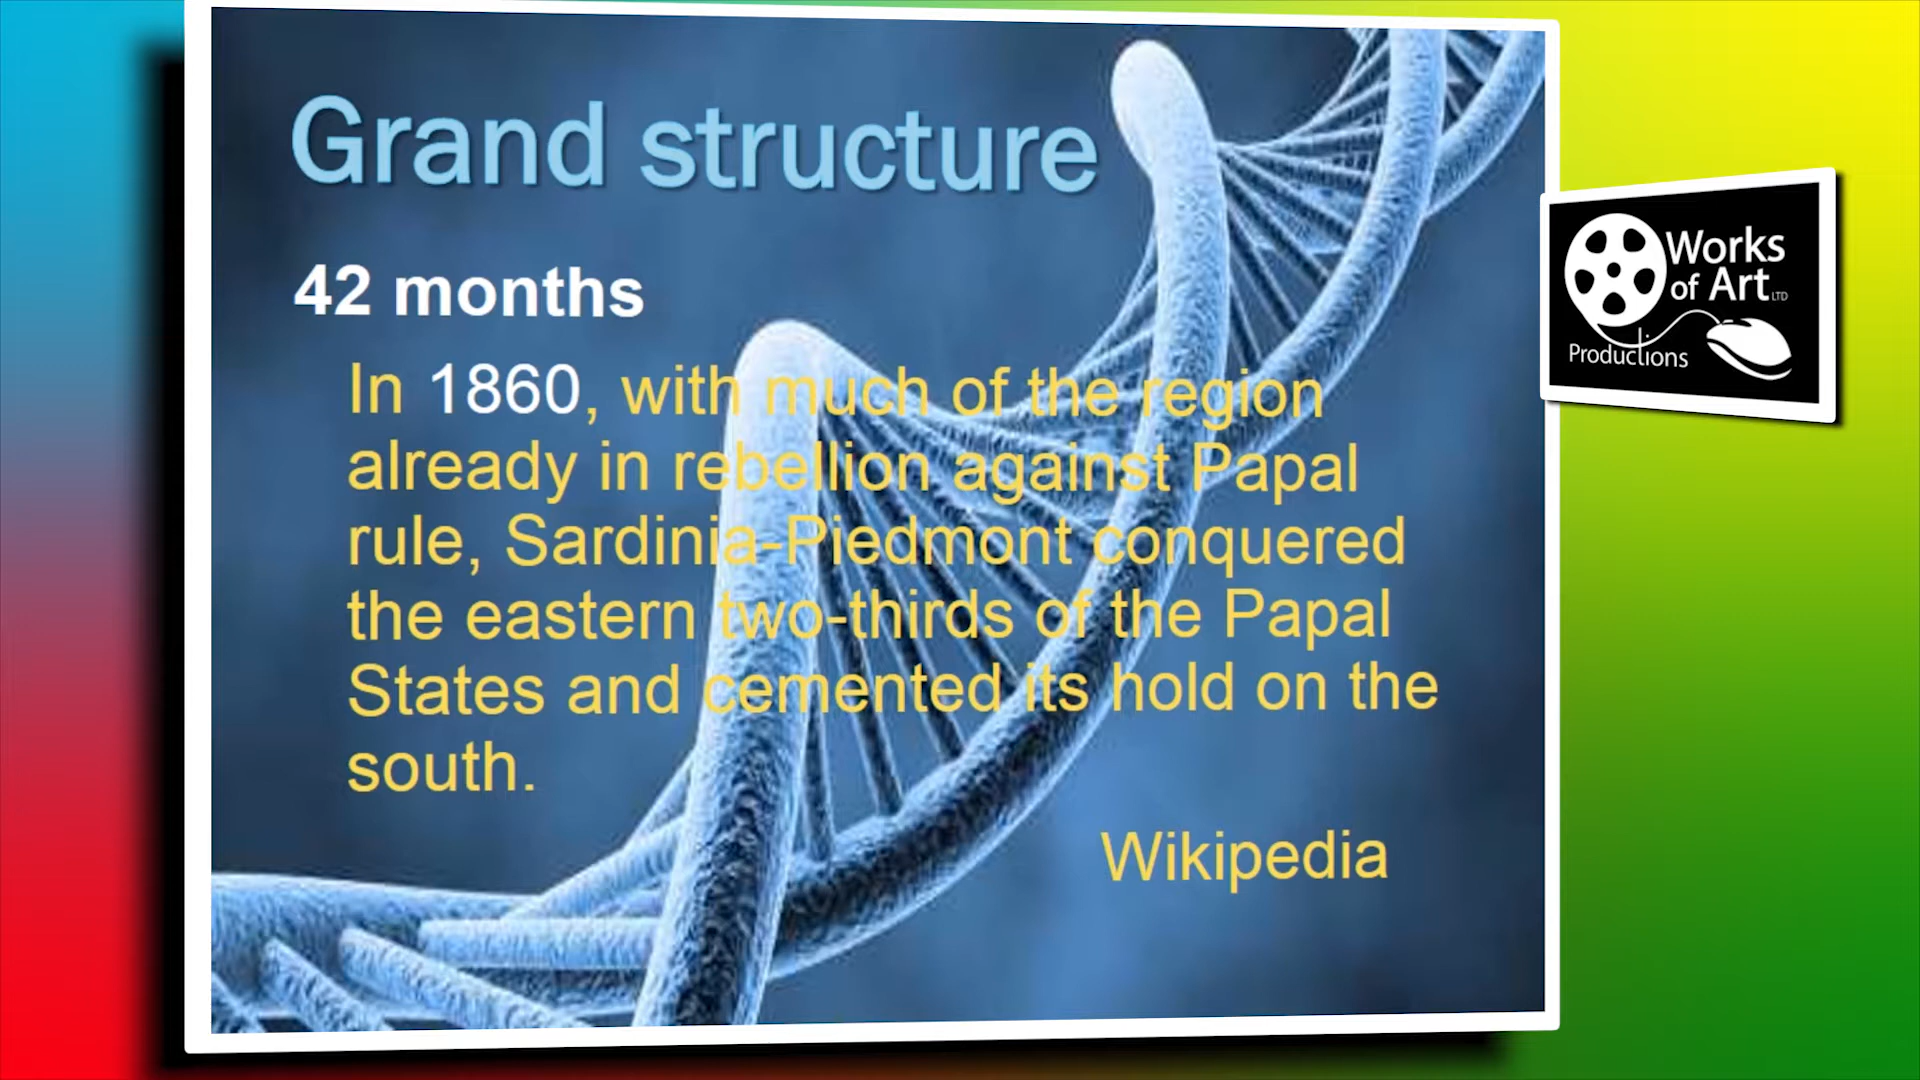 Grand structure
42 months
In 1860, with much of the region
already in rebellion against Papal
rule, Sardinia-Piedmont conquered
the eastern two-thirds of the Papal
States and cemented its hold on the
south.
Wikipedia
Works
of Art LTD
Productions